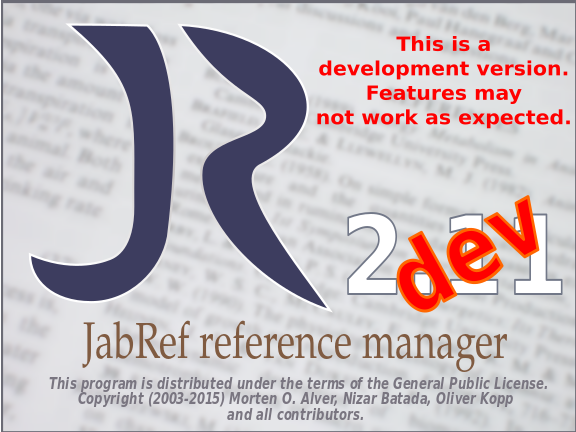 This is a
development version.
Features may
not work as expected.
2.11
dev
JabRef reference manager
This program is distributed under the terms of the General Public License.
Copyright (2003-2015) Morten O. Alver, Nizar Batada, Oliver Kopp
and all contributors.